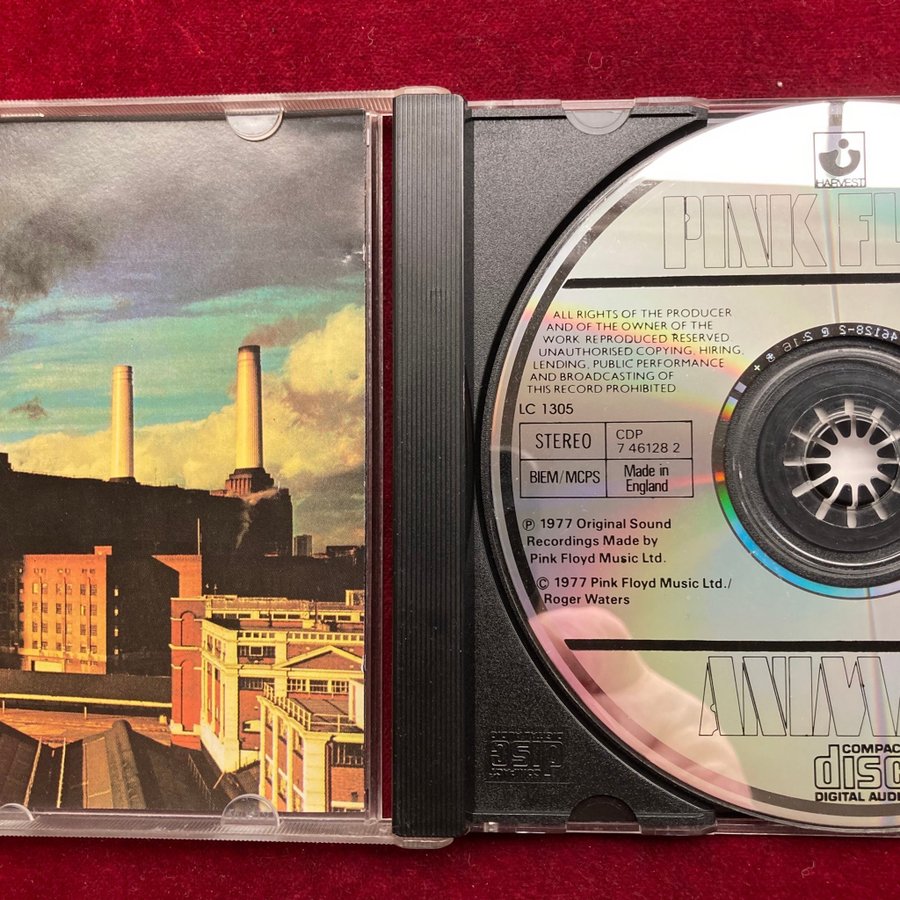 HARVEST
PINK FL
ALL RIGHTS OF THE PRODUCER
AND OF THE OWNER OF THE
WORK REPRODUCED RESERVED
UNAUTHORISED COPYING, HIRING,
LENDING, PUBLIC PERFORMANCE
AND BROADCASTING OF
THIS RECORD PROHIBITED
LC 1305
STEREO
CDP
7 46128 2
BIEM/MCPS
Made in
England
℗ 1977 Original Sound
Recordings Made by
Pink Floyd Music Ltd.
© 1977 Pink Floyd Music Ltd./
Roger Waters
ANIM
COMPAC
disc
DIGITAL AUD